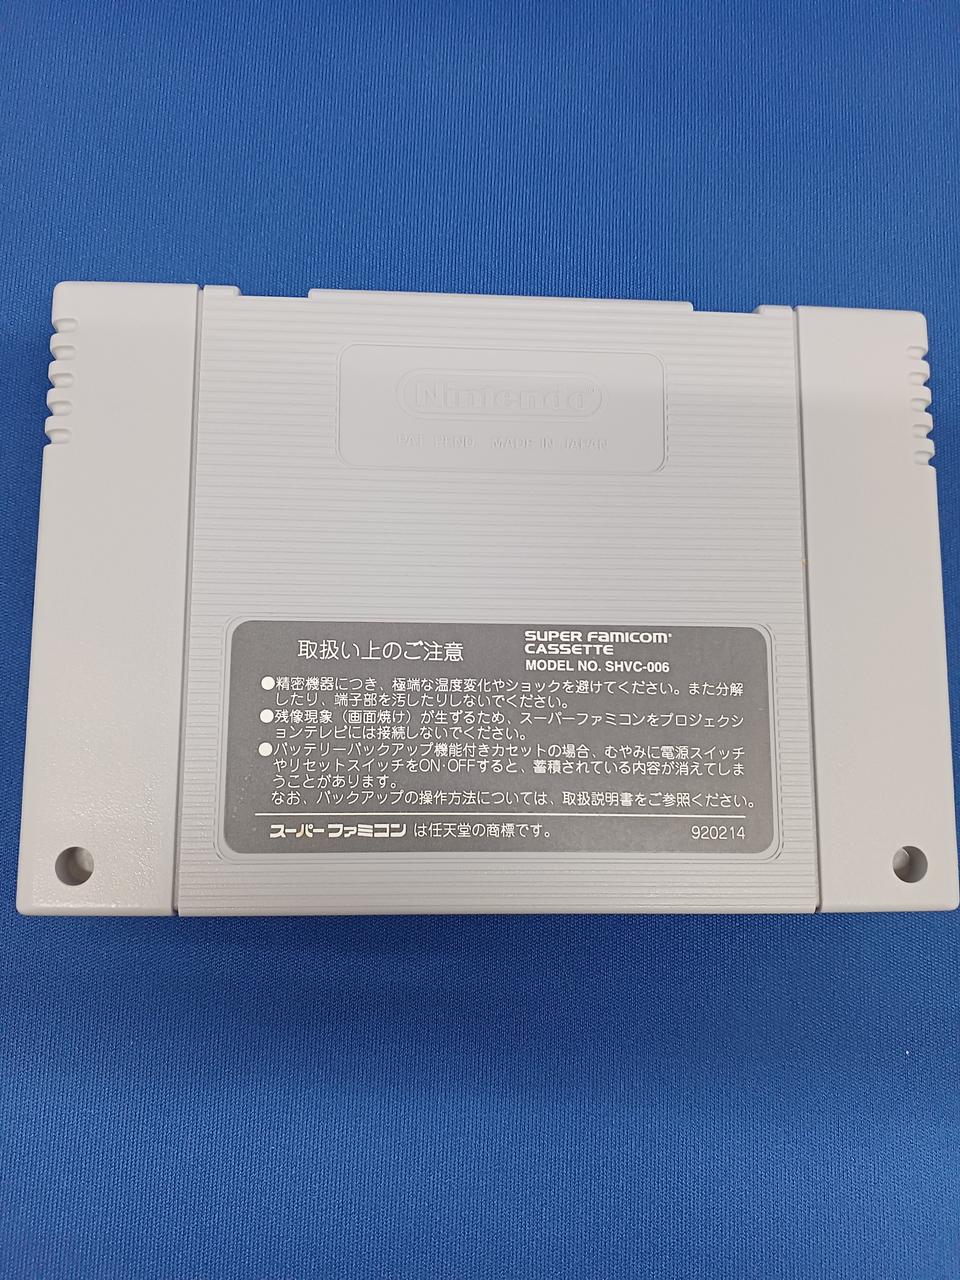 Nintendo
PAT. PEND. MADE IN JAPAN
取扱い上のご注意
SUPER FAMICOM
CASSETTE
MODEL NO. SHVC-006
●精密機器につき、極端な温度変化やショックを避けてください。また分解
したり、端子部を汚したりしないでください。
●残像現象（画面焼け）が生ずるため、スーパーファミコンをプロジェクシ
ョンテレビには接続しないでください。
●バッテリーバックアップ機能付きカセットの場合、むやみに電源スイッチ
やリセットスイッチをON・OFFすると、蓄積されている内容が消えてしま
うことがあります。
なお、バックアップの操作方法については、取扱説明書をご参照ください。
スーパーファミコンは任天堂の商標です。
920214